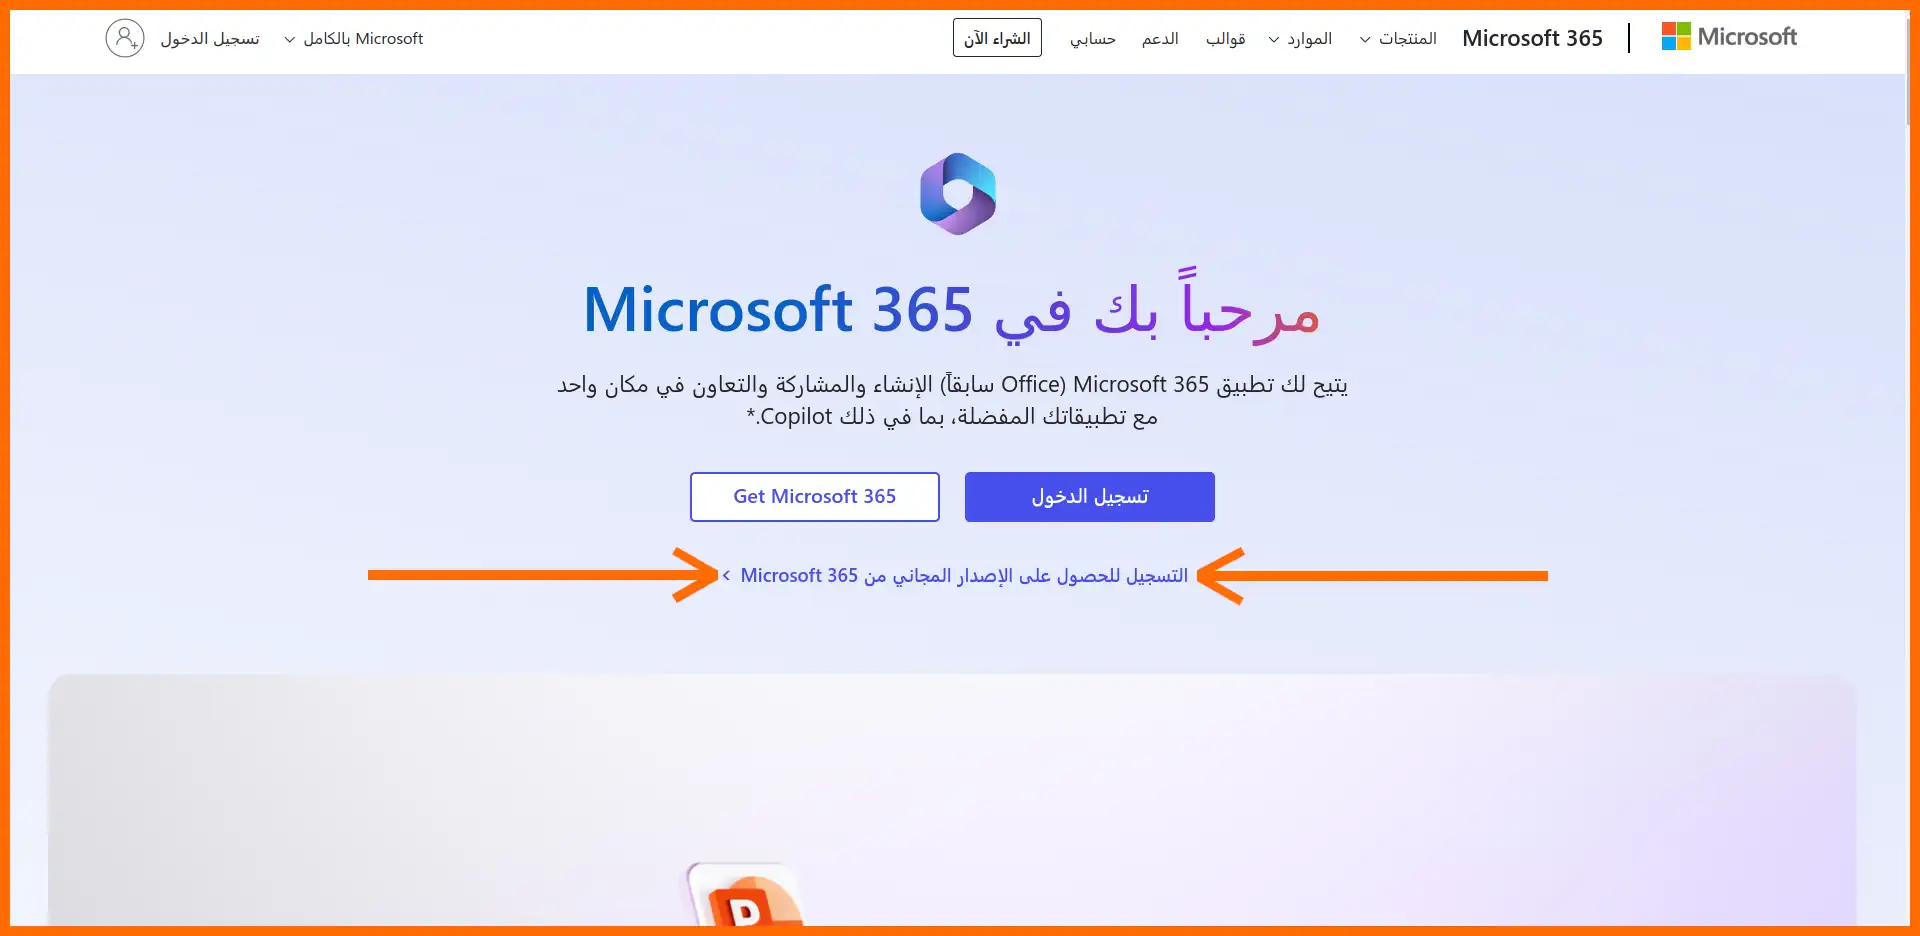 Microsoft
Microsoft 365
المنتجات
الموارد
قوالب
الدعم
حسابي
الشراء الآن
Microsoft بالكامل
تسجيل الدخول
مرحباً بك في Microsoft 365
يتيح لك تطبيق Microsoft 365 (Office سابقاً) الإنشاء والمشاركة والتعاون في مكان واحد
مع تطبيقاتك المفضلة، بما في ذلك Copilot.*
تسجيل الدخول
Get Microsoft 365
التسجيل للحصول على الإصدار المجاني من Microsoft 365 >
P